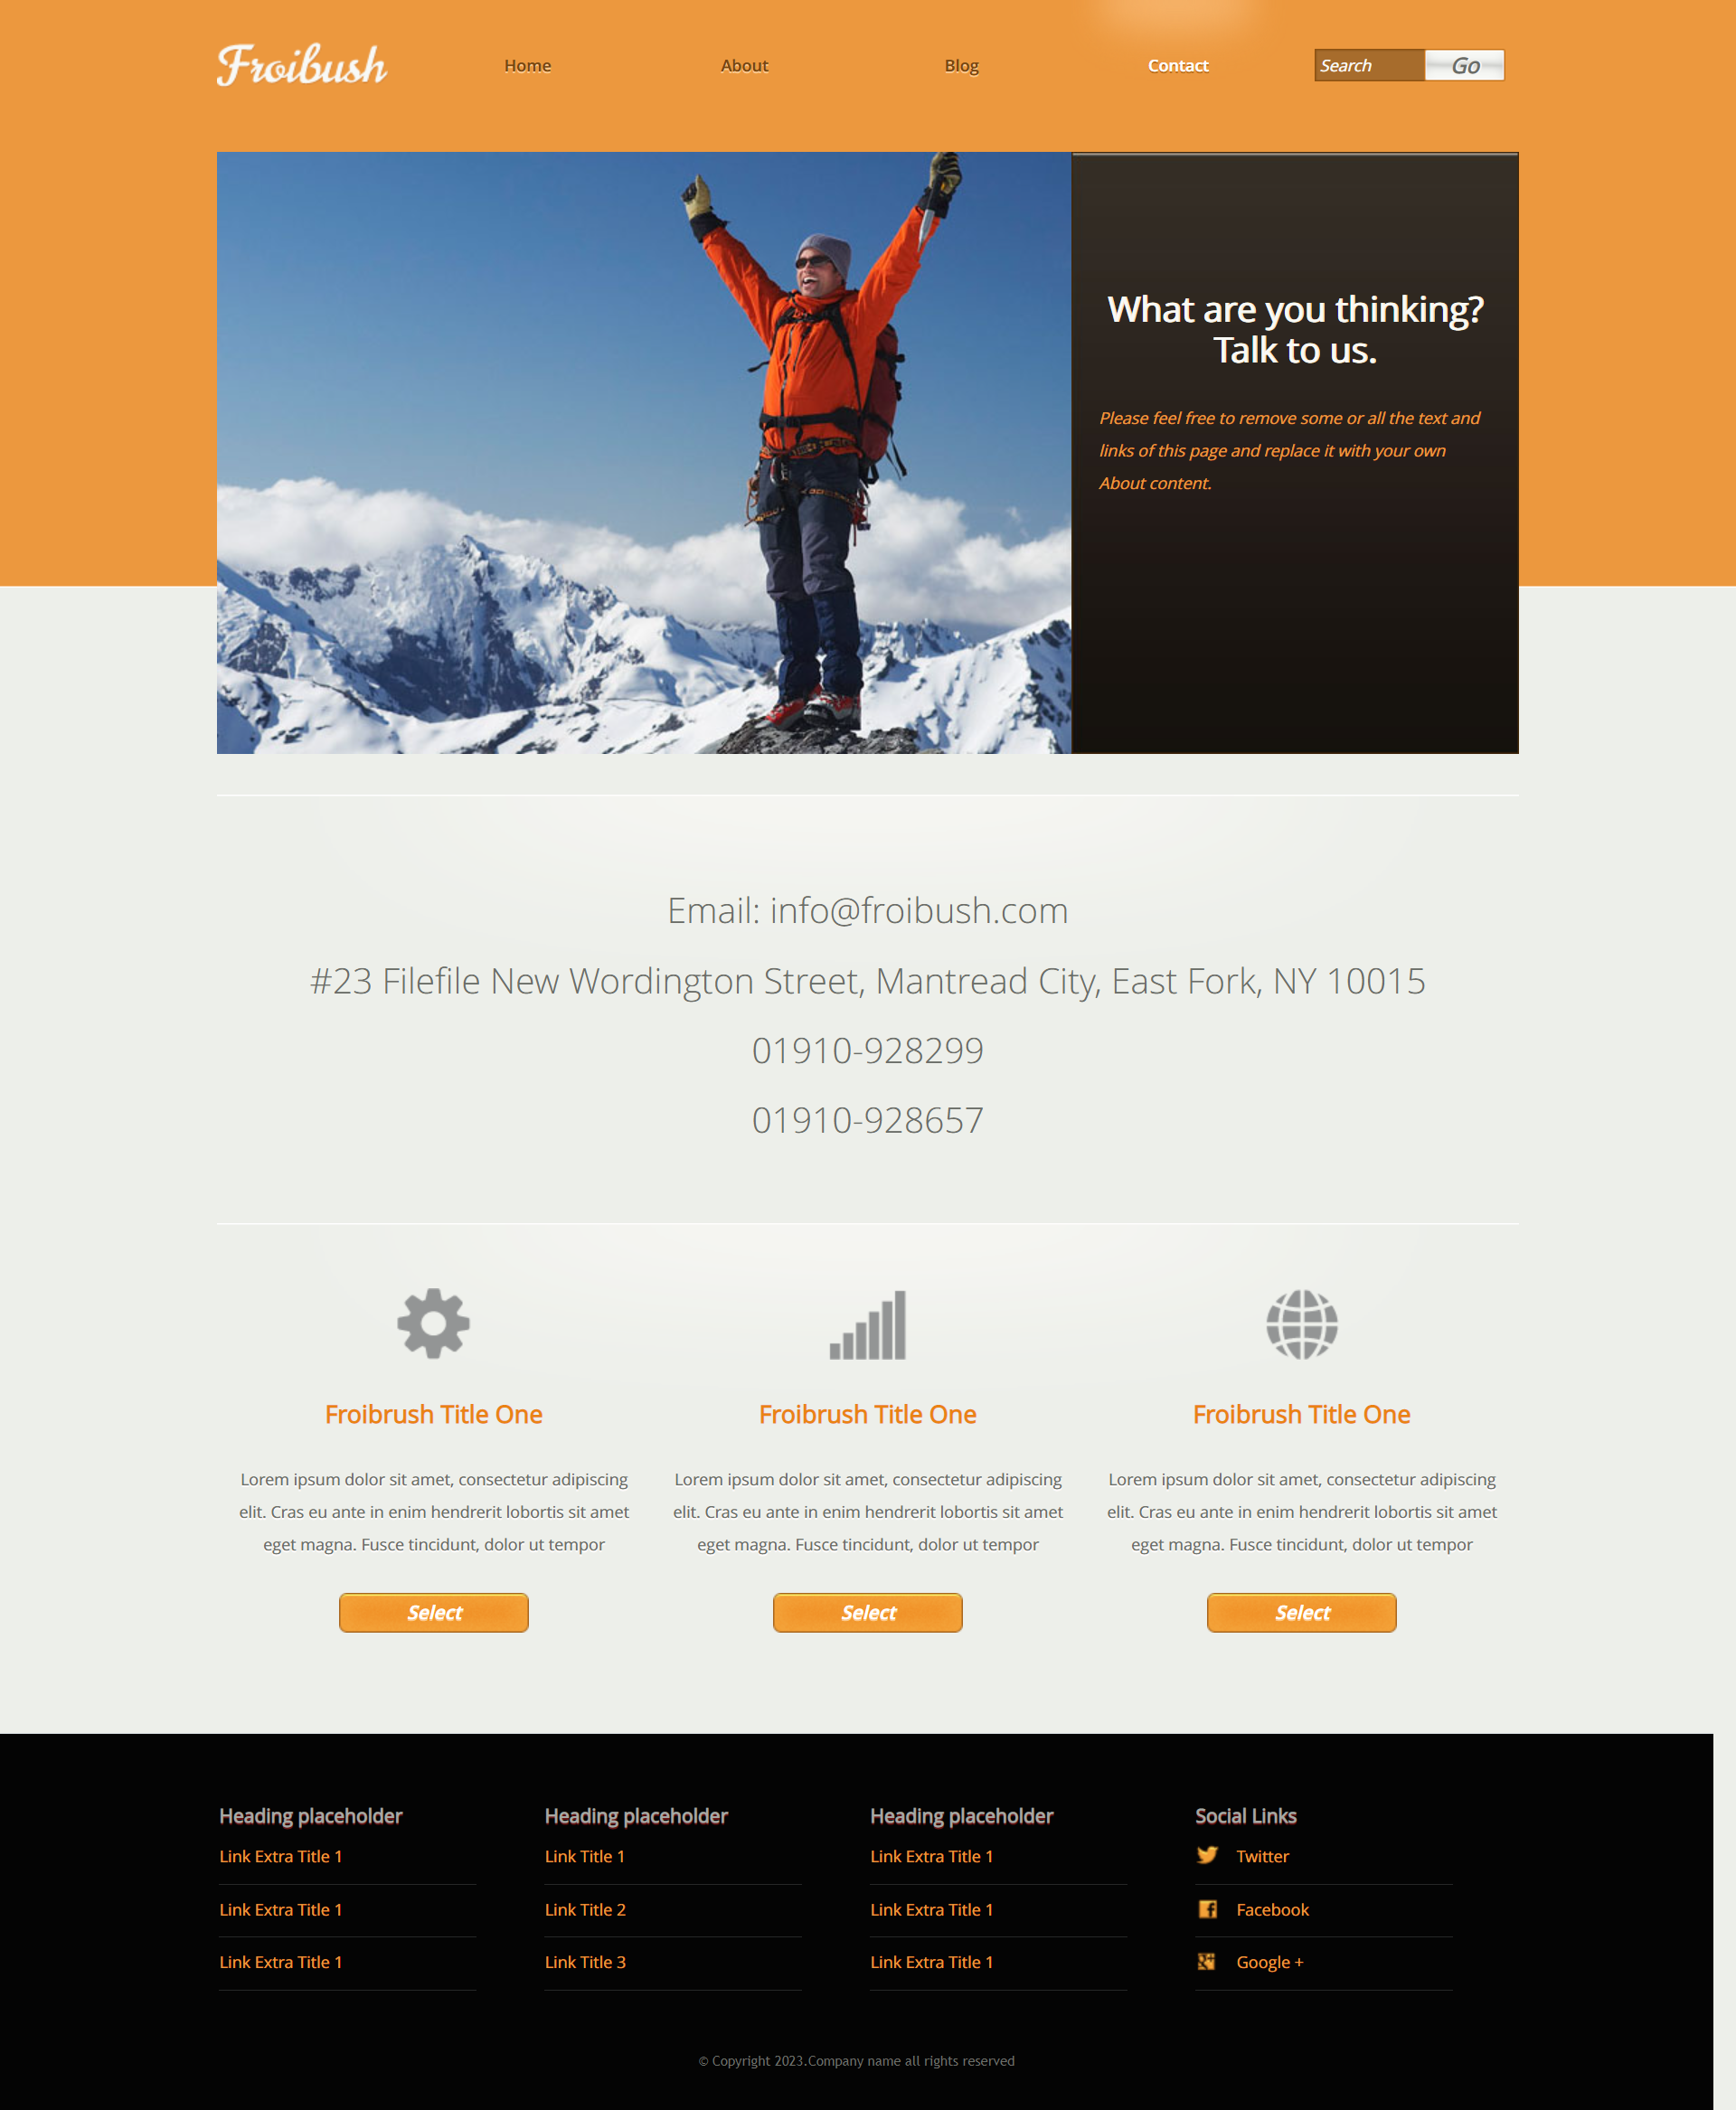 Froibush
Home
About
Blog
Contact
Search
Go
What are you thinking?
Talk to us.
Please feel free to remove some or all the text and
links of this page and replace it with your own
About content.
Email: info@froibush.com
#23 Filefile New Wordington Street, Mantread City, East Fork, NY 10015
01910-928299
01910-928657
Froibrush Title One
Lorem ipsum dolor sit amet, consectetur adipiscing
elit. Cras eu ante in enim hendrerit lobortis sit amet
eget magna. Fusce tincidunt, dolor ut tempor
Select
Froibrush Title One
Lorem ipsum dolor sit amet, consectetur adipiscing
elit. Cras eu ante in enim hendrerit lobortis sit amet
eget magna. Fusce tincidunt, dolor ut tempor
Select
Froibrush Title One
Lorem ipsum dolor sit amet, consectetur adipiscing
elit. Cras eu ante in enim hendrerit lobortis sit amet
eget magna. Fusce tincidunt, dolor ut tempor
Select
Heading placeholder
Link Extra Title 1
Link Extra Title 1
Link Extra Title 1
Heading placeholder
Link Title 1
Link Title 2
Link Title 3
Heading placeholder
Link Extra Title 1
Link Extra Title 1
Link Extra Title 1
Social Links
Twitter
Facebook
Google +
© Copyright 2023.Company name all rights reserved